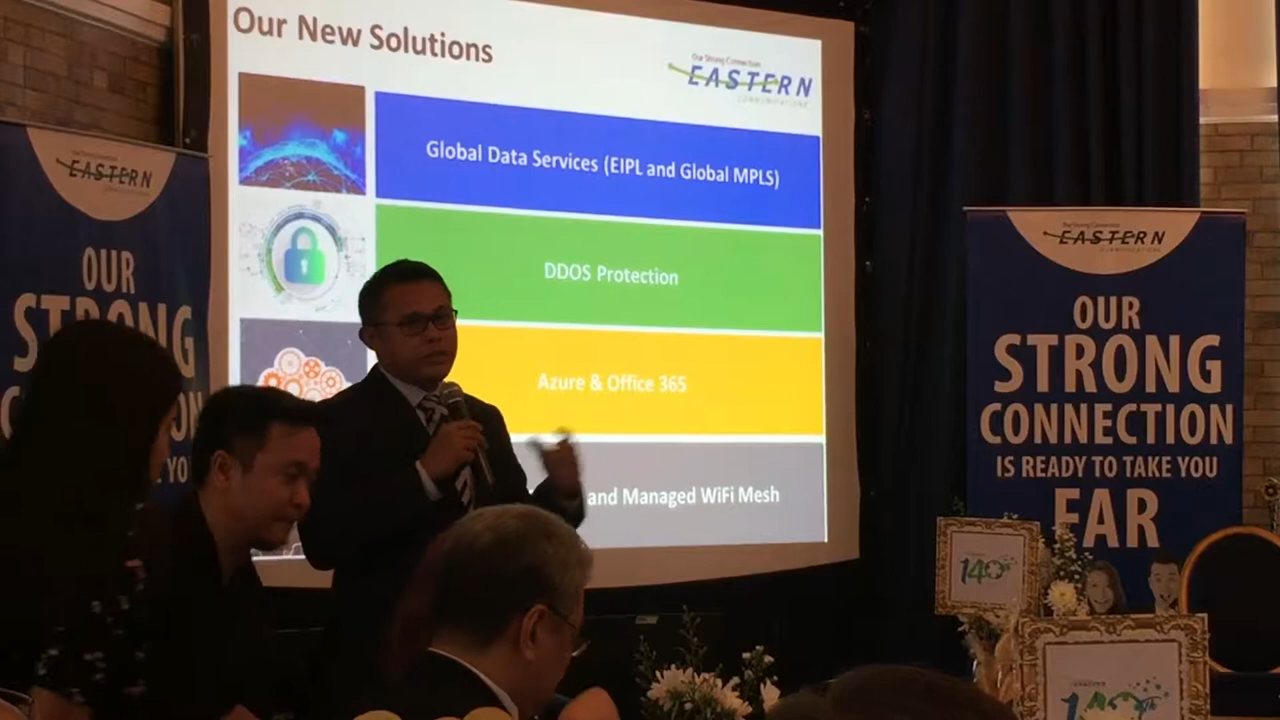 Our New Solutions
Our Strong Connection
EASTERN
COMMUNICATIONS
Global Data Services (EIPL and Global MPLS)
DDOS Protection
Azure & Office 365
and Managed WiFi Mesh
EASTERN
OUR
STRONG
YO
EASTERN
OUR
STRONG
CONNECTION
IS READY TO TAKE YOU
FAR
140
140